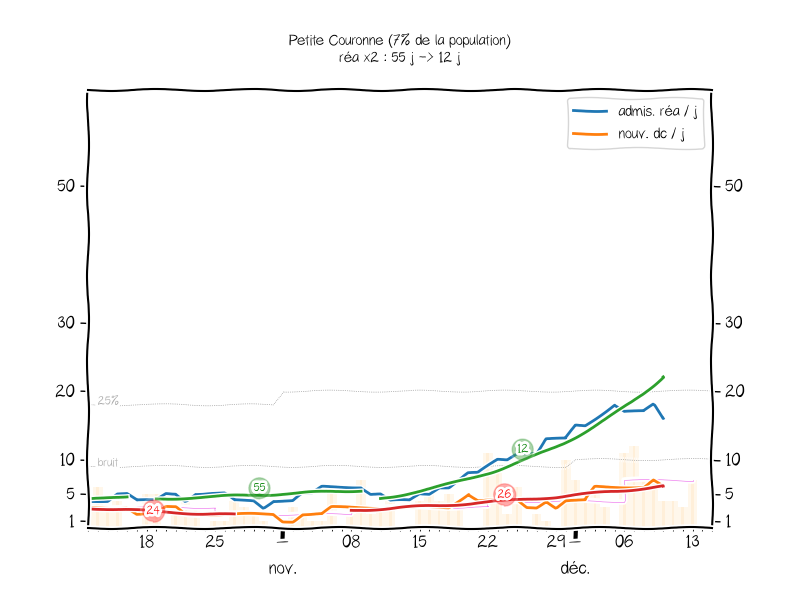 Petite Couronne (7% de la population)
réa x2 : 55 j -> 12 j
admis. réa / j
nouv. dc / j
50 50
30 30
20 20
25%
10 10
bruit
5 5
1 1
55
24
12
26
18 25 08 15 22 29 06 13
nov. déc.